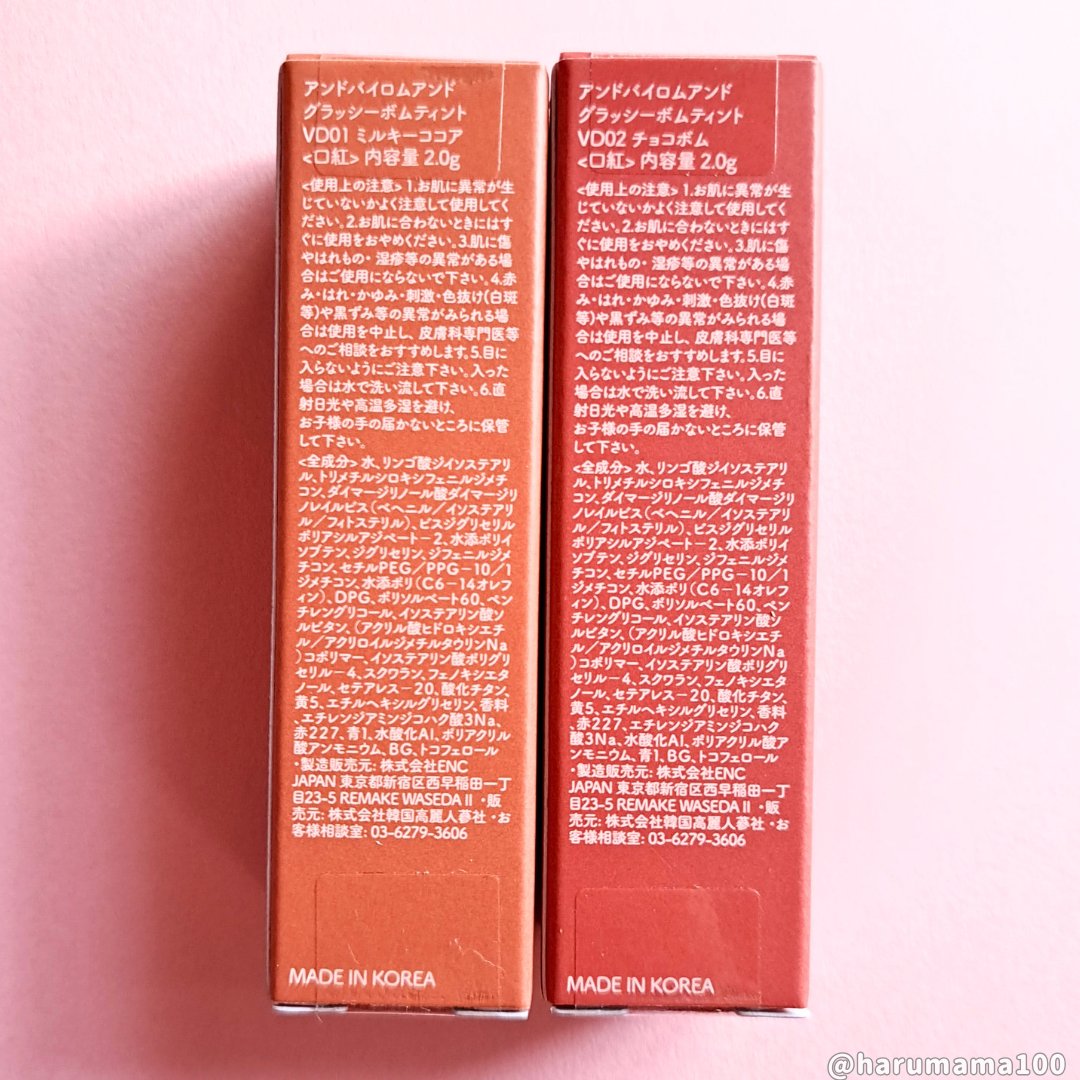 アンドバイロムアンド
グラッシーボムティント
VD01 ミルキーココア
<口紅> 内容量 2.0g
<使用上の注意> 1.お肌に異常が生
じていないかよく注意して使用してく
ださい。2.お肌に合わないときにはす
ぐに使用をおやめください。3.肌に傷
やはれもの・湿疹等の異常がある場
合はご使用にならないで下さい。4.赤
み・はれ・かゆみ・刺激・色抜け(白斑
等)や黒ずみ等の異常がみられる場
合は使用を中止し、皮膚科専門医等
へのご相談をおすすめします。5.目に
入らないようにご注意下さい。入った
場合は水で洗い流して下さい。6.直
射日光や高温多湿を避け、
お子様の手の届かないところに保管
して下さい。
<全成分> 水、リンゴ酸ジイソステアリ
ル、トリメチルシロキシフェニルジメチ
コン、ダイマージリノール酸ダイマージリ
ノレイルビス(ベヘニル/イソステアリ
ル/フィトステリル)、ビスジグリセリル
ポリアシルアジペート-2、水添ポリイ
ソブテン、ジグリセリン、ジフェニルジメ
チコン、セチルPEG/PPG-10/1
ジメチコン、水添ポリ(C6-14オレフ
ィン)、DPG、ポリソルベート60、ペン
チレングリコール、イソステアリン酸ソ
ルビタン、(アクリル酸ヒドロキシエチ
ル/アクリロイルジメチルタウリンNa
)コポリマー、イソステアリン酸ポリグリ
セリル-4、スクワラン、フェノキシエタ
ノール、セテアレス-20、酸化チタン、
黄5、エチルヘキシルグリセリン、香料
、エチレンジアミンジコハク酸3Na、
赤227、青1、水酸化Al、ポリアクリル
酸アンモニウム、BG、トコフェロール
・製造販売元: 株式会社ENC
JAPAN 東京都新宿区西早稲田一丁
目23-5 REMAKE WASEDA II ・販
売元: 株式会社韓国高麗人蔘社 ・お
客様相談室: 03-6279-3606
MADE IN KOREA
アンドバイロムアンド
グラッシーボムティント
VD02 チョコボム
<口紅> 内容量 2.0g
<使用上の注意> 1.お肌に異常が生
じていないかよく注意して使用してく
ださい。2.お肌に合わないときにはす
ぐに使用をおやめください。3.肌に傷
やはれもの・湿疹等の異常がある場
合はご使用にならないで下さい。4.赤
み・はれ・かゆみ・刺激・色抜け(白斑
等)や黒ずみ等の異常がみられる場
合は使用を中止し、皮膚科専門医等
へのご相談をおすすめします。5.目に
入らないようにご注意下さい。入った
場合は水で洗い流して下さい。6.直
射日光や高温多湿を避け、
お子様の手の届かないところに保管
して下さい。
<全成分> 水、リンゴ酸ジイソステアリ
ル、トリメチルシロキシフェニルジメチ
コン、ダイマージリノール酸ダイマージリ
ノレイルビス(ベヘニル/イソステアリ
ル/フィトステリル)、ビスジグリセリル
ポリアシルアジペート-2、水添ポリイ
ソブテン、ジグリセリン、ジフェニルジメ
チコン、セチルPEG/PPG-10/1
ジメチコン、水添ポリ(C6-14オレフ
ィン)、DPG、ポリソルベート60、ペン
チレングリコール、イソステアリン酸ソ
ルビタン、(アクリル酸ヒドロキシエチ
ル/アクリロイルジメチルタウリンNa
)コポリマー、イソステアリン酸ポリグリ
セリル-4、スクワラン、フェノキシエタ
ノール、セテアレス-20、酸化チタン、
黄5、エチルヘキシルグリセリン、香料
、赤227、エチレンジアミンジコハク
酸3Na、水酸化Al、ポリアクリル酸ア
ンモニウム、青1、BG、トコフェロール
・製造販売元: 株式会社ENC
JAPAN 東京都新宿区西早稲田一丁
目23-5 REMAKE WASEDA II ・販
売元: 株式会社韓国高麗人蔘社 ・お
客様相談室: 03-6279-3606
MADE IN KOREA
@harumama100